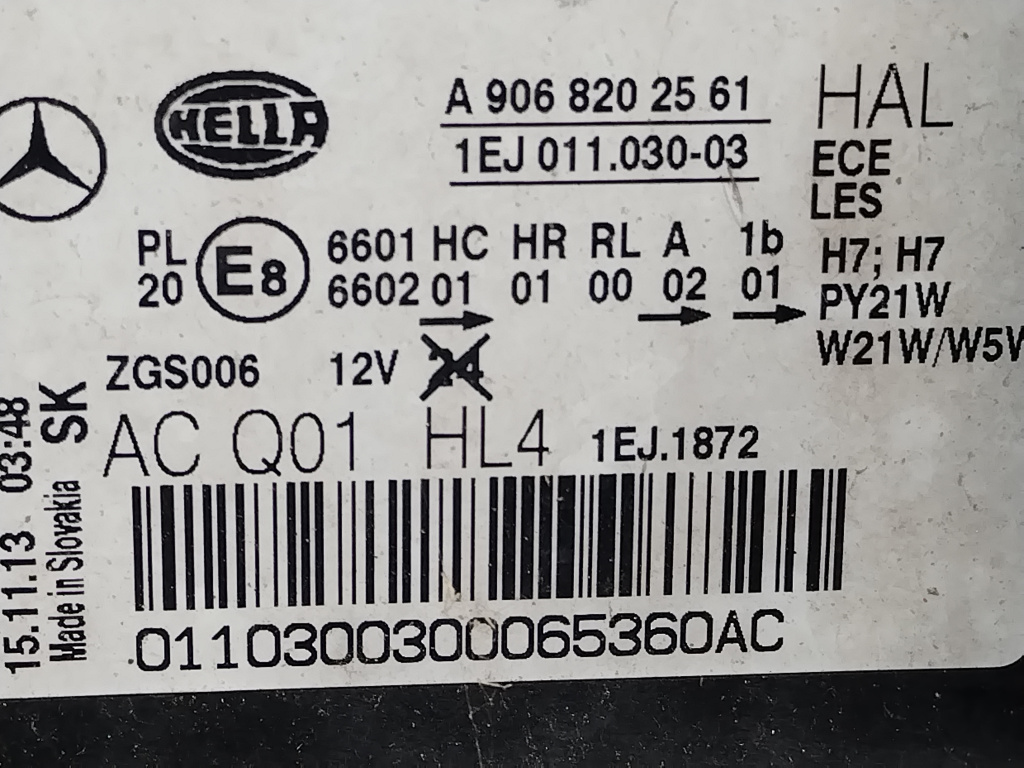 HELLA
A 906 820 25 61
1EJ 011.030-03
HAL
ECE
LES
PL
20
E8
6601 HC HR RL A 1b
6602 01 01 00 02 01
H7; H7
PY21W
W21W/W5W
ZGS006 12V 24
AC Q01 HL4 1EJ.1872
0110300300065360AC
15.11.13 03:48
Made in Slovakia SK